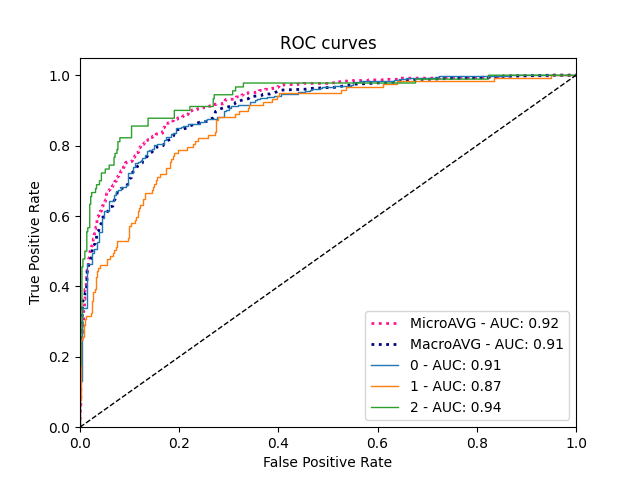 ROC curves
True Positive Rate
1.0
0.8
0.6
0.4
0.2
0.0
MicroAVG - AUC: 0.92
MacroAVG - AUC: 0.91
0 - AUC: 0.91
1 - AUC: 0.87
2 - AUC: 0.94
0.0 0.2 0.4 0.6 0.8 1.0
False Positive Rate